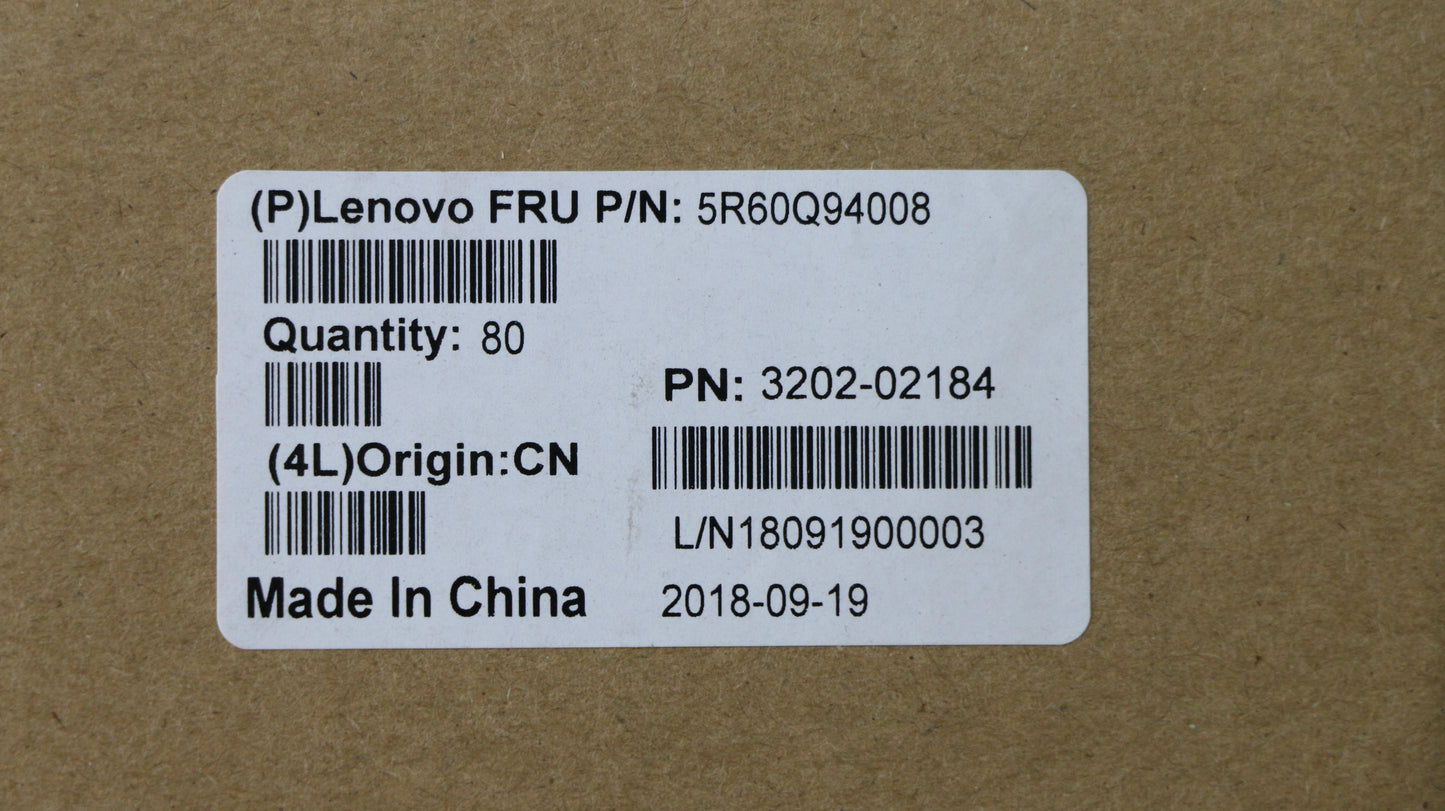 (P)Lenovo FRU P/N: 5R60Q94008
Quantity: 80
PN: 3202-02184
(4L)Origin:CN
L/N18091900003
Made In China
2018-09-19